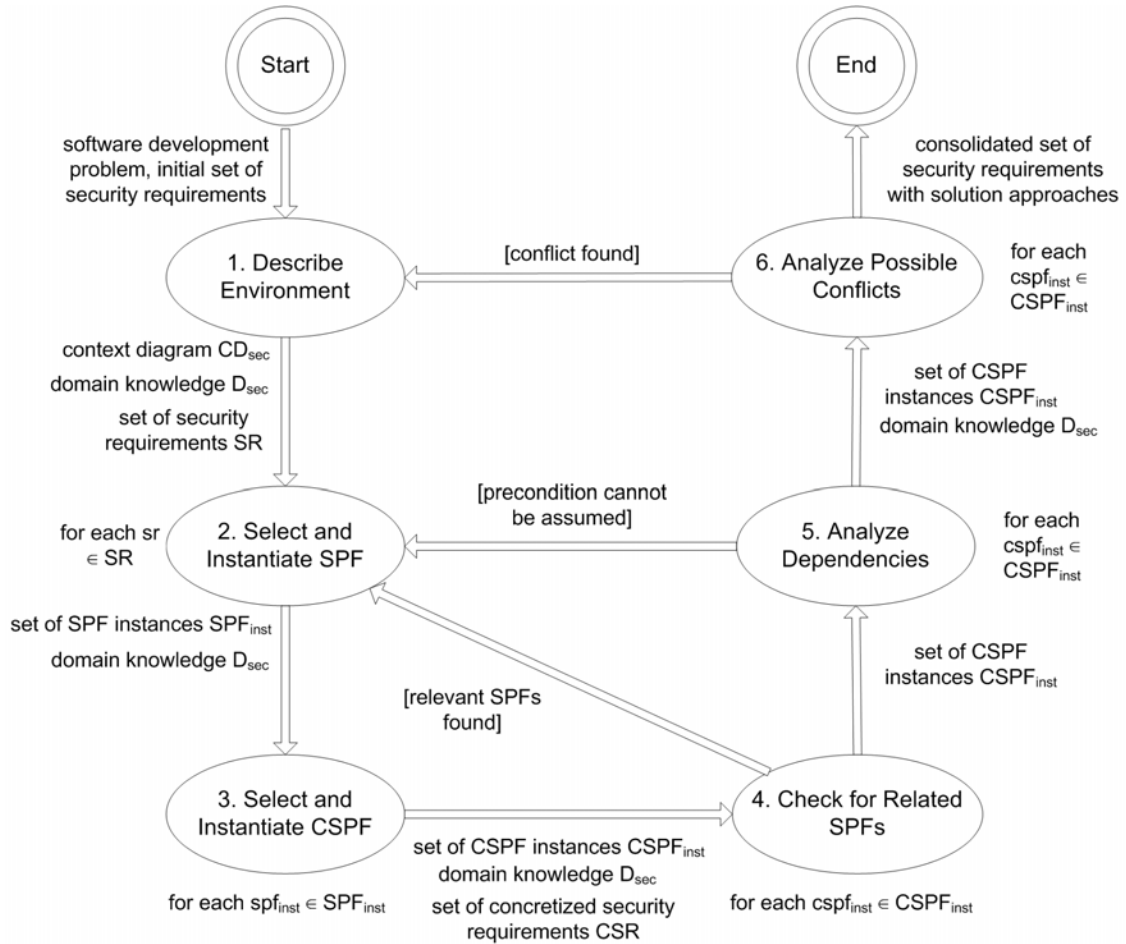 Start
End
software development
problem, initial set of
security requirements
consolidated set of
security requirements
with solution approaches
1. Describe
Environment
[conflict found]
6. Analyze Possible
Conflicts
for each
cspfinst ∈
CSPFinst
context diagram CDsec
domain knowledge Dsec
set of security
requirements SR
set of CSPF
instances CSPFinst
domain knowledge Dsec
for each sr
∈ SR
2. Select and
Instantiate SPF
[precondition cannot
be assumed]
5. Analyze
Dependencies
for each
cspfinst ∈
CSPFinst
set of SPF instances SPFinst
domain knowledge Dsec
[relevant SPFs
found]
set of CSPF
instances CSPFinst
3. Select and
Instantiate CSPF
4. Check for Related
SPFs
for each spfinst ∈ SPFinst
set of CSPF instances CSPFinst
domain knowledge Dsec
set of concretized security
requirements CSR
for each cspfinst ∈ CSPFinst